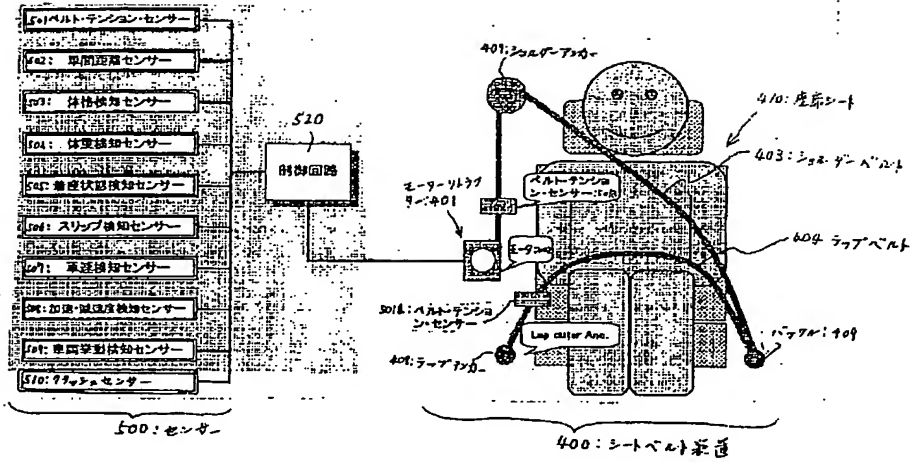 501ベルト・テンション・センサー
502: 車間距離センサー
503: 体格検知センサー
504: 体重検知センサー
505: 着座状態検知センサー
506: スリップ検知センサー
507: 車速検知センサー
508:加速・減速度検知センサー
509:車両挙動検知センサー
510:クラッシュセンサー
500:センサー
520
制御回路
モーターリトラクター:401
409:ショルダーアンカー
ベルト・テンション・センサー
501b:ベルト・テンション・センサー
Lap outer Anc.
ラップアンカー
410:座席シート
403:ショルダーベルト
404 ラップベルト
バックル:409
400:シートベルト装置